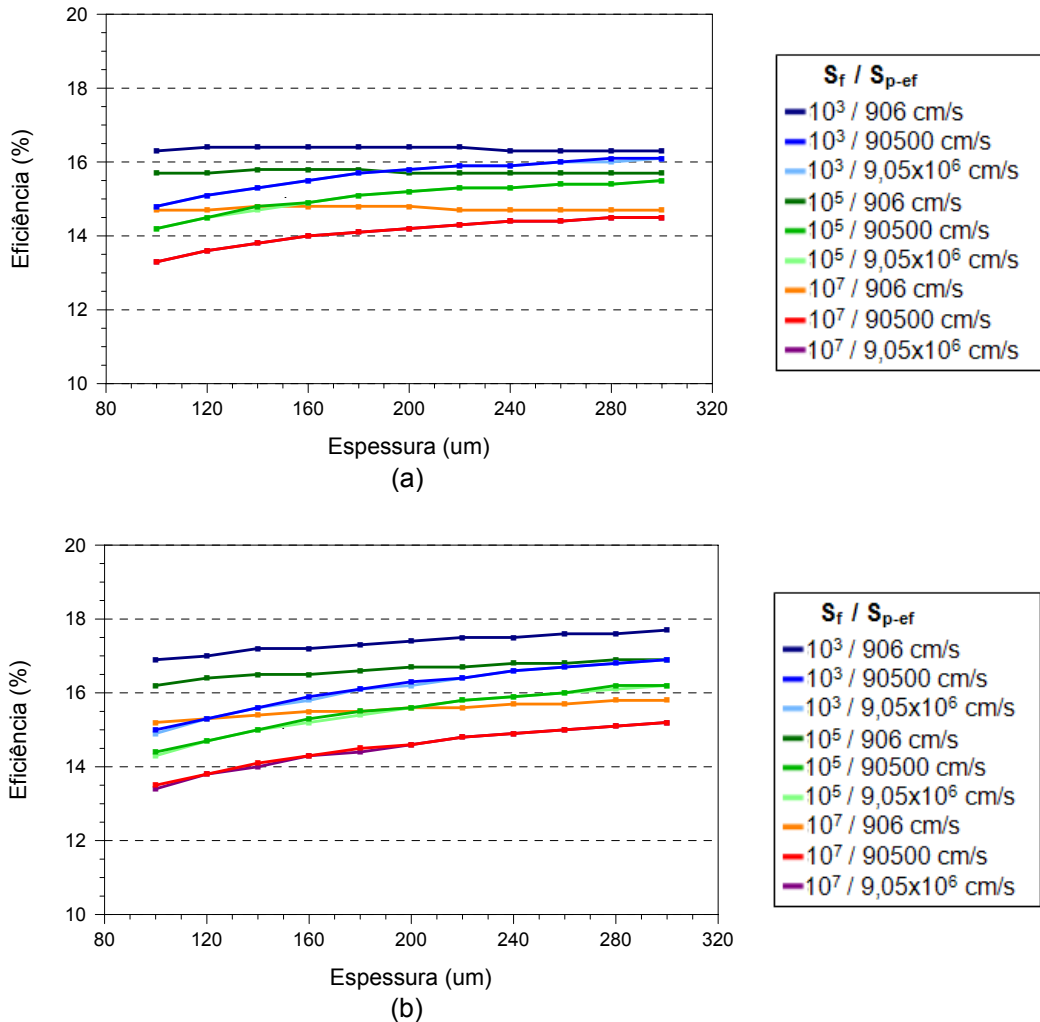 20
18
16
14
12
10
Eficiência (%)
80 120 160 200 240 280 320
Espessura (um)
(a)
S_f / S_p-ef
10³ / 906 cm/s
10³ / 90500 cm/s
10³ / 9,05x10⁶ cm/s
10⁵ / 906 cm/s
10⁵ / 90500 cm/s
10⁵ / 9,05x10⁶ cm/s
10⁷ / 906 cm/s
10⁷ / 90500 cm/s
10⁷ / 9,05x10⁶ cm/s
20
18
16
14
12
10
Eficiência (%)
80 120 160 200 240 280 320
Espessura (um)
(b)
S_f / S_p-ef
10³ / 906 cm/s
10³ / 90500 cm/s
10³ / 9,05x10⁶ cm/s
10⁵ / 906 cm/s
10⁵ / 90500 cm/s
10⁵ / 9,05x10⁶ cm/s
10⁷ / 906 cm/s
10⁷ / 90500 cm/s
10⁷ / 9,05x10⁶ cm/s